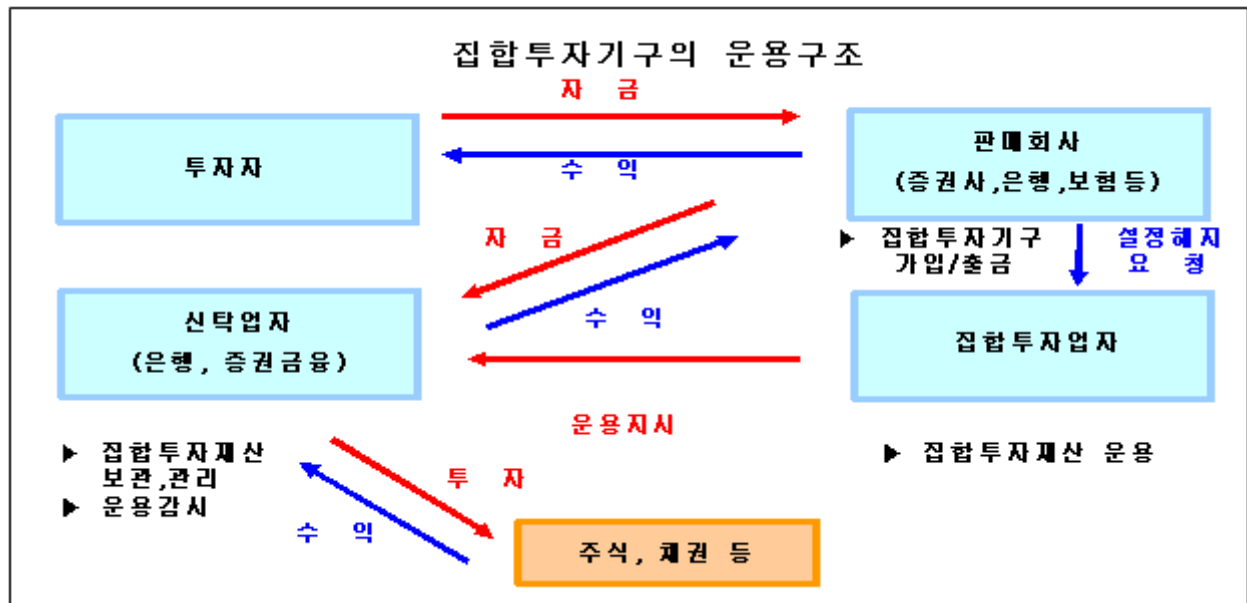 집합투자기구의 운용구조
자 금
투자자
수 익
판매회사
(증권사,은행,보험등)
자 금
▶ 집합투자기구
가입/출금
설정해지
요 청
수 익
신탁업자
(은행, 증권금융)
집합투자업자
운용지시
▶ 집합투자재산
보관,관리
▶ 운용감시
▶ 집합투자재산 운용
투 자
수 익
주식, 채권 등